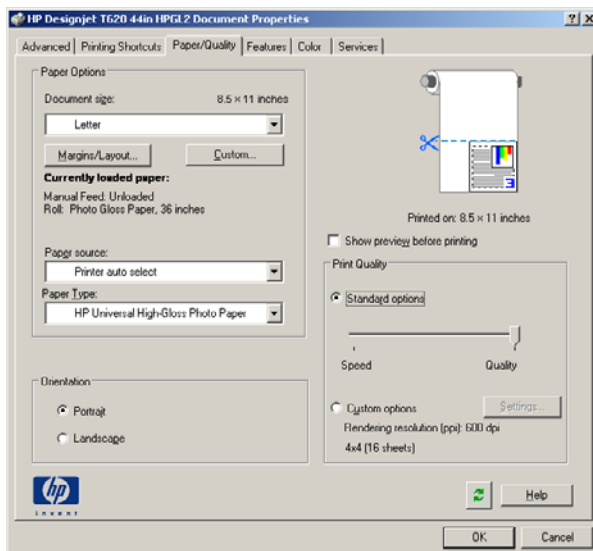 HP Designjet T620 44in HPGL2 Document Properties
Advanced
Printing Shortcuts
Paper/Quality
Features
Color
Services
Paper Options
Document size:
8.5 × 11 inches
Letter
Margins/Layout...
Custom...
Currently loaded paper:
Manual Feed: Unloaded
Roll: Photo Gloss Paper, 36 inches
Paper source:
Printer auto select
Paper Type:
HP Universal High-Gloss Photo Paper
Orientation
Portrait
Landscape
3
Printed on: 8.5 × 11 inches
Show preview before printing
Print Quality
Standard options
Speed
Quality
Custom options
Settings...
Rendering resolution (ppi): 600 dpi
4x4 (16 sheets)
hp
invent
Help
OK
Cancel